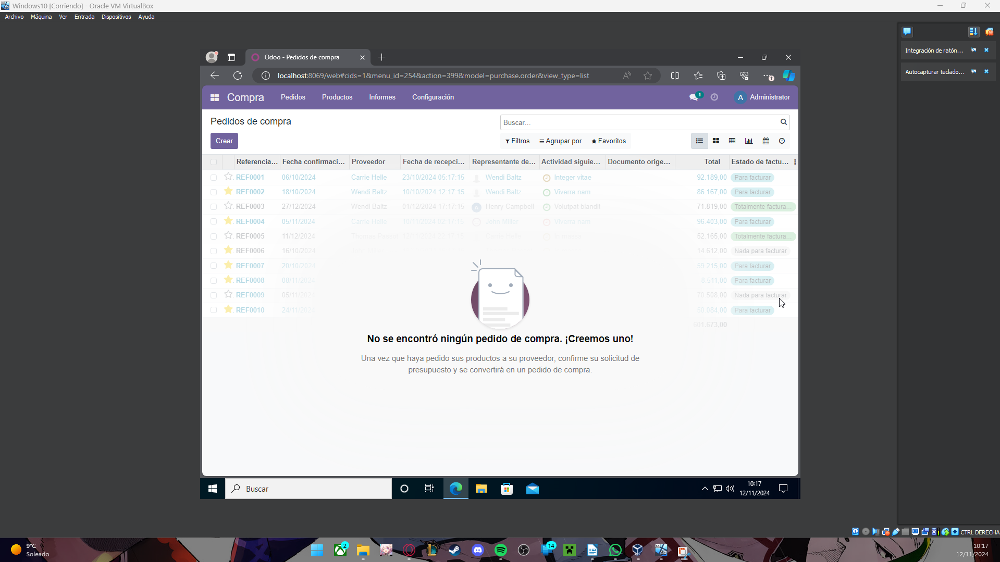 Windows10 [Corriendo] - Oracle VM VirtualBox
Archivo Máquina Ver Entrada Dispositivos Ayuda
Integración de ratón...
Autocapturar teclado...
Odoo - Pedidos de compra
localhost:8069/web#cids=1&menu_id=254&action=399&model=purchase.order&view_type=list
Compra Pedidos Productos Informes Configuración 1 A Administrator
Pedidos de compra
Buscar...
Crear
Filtros Agrupar por Favoritos
Referencia... Fecha confirmaci... Proveedor Fecha de recepci... Representante de... Actividad siguie... Documento orige... Total Estado de factu...
REF0001 06/10/2024 Carrie Helle 23/10/2024 05:17:15 Wendi Baltz Integer vitae 92.189,00 Para facturar
REF0002 18/10/2024 Wendi Baltz 10/10/2024 12:17:15 Wendi Baltz Viverra nam 86.167,00 Para facturar
REF0003 27/12/2024 Wendi Baltz 01/12/2024 17:17:15 A Henry Campbell Volutpat blandit 71.819,00 Totalmente factura...
REF0004 05/11/2024 Carrie Helle 10/11/2024 02:17:15 John Miller Viverra nam 96.403,00 Para facturar
REF0005 11/12/2024 Thomas 52.165,00 Totalmente factura...
REF0006 16/10/2024 14.612,00 Nada para facturar
REF0007 20/10/2024 59.215,00 Para facturar
REF0008 08/11/2024 8.511,00 Para facturar
REF0009 05/11/2024 70.508,00 Nada para facturar
REF0010 24/11/2024 50.084,00 Para facturar
601.673,00
No se encontró ningún pedido de compra. ¡Creemos uno!
Una vez que haya pedido sus productos a su proveedor, confirme su solicitud de
presupuesto y se convertirá en un pedido de compra.
Buscar
10:17
12/11/2024
CTRL DERECHA
9°C
Soleado
2
14
10:17
12/11/2024